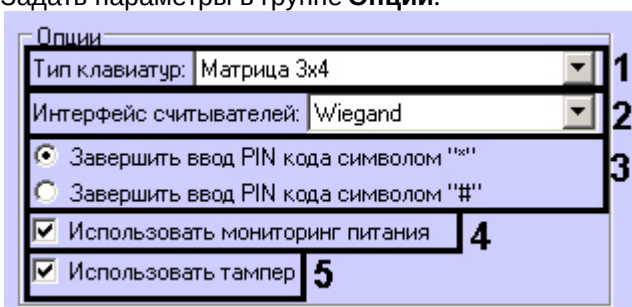 Задать параметры в группе Опции.
Опции
Тип клавиатур: Матрица 3x4 1
Интерфейс считывателей: Wiegand 2
Завершить ввод PIN кода символом "*"
3
Завершить ввод PIN кода символом "#"
Использовать мониторинг питания 4
Использовать тампер 5